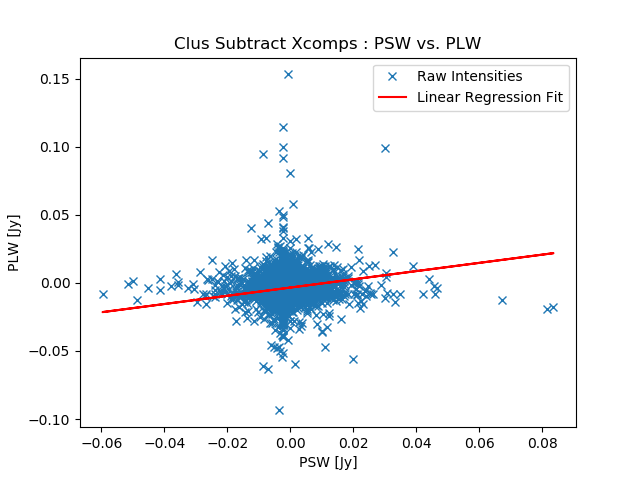 Clus Subtract Xcomps : PSW vs. PLW
Raw Intensities
Linear Regression Fit
PLW [Jy]
0.15
0.10
0.05
0.00
−0.05
−0.10
−0.06
−0.04
−0.02
0.00
0.02
0.04
0.06
0.08
PSW [Jy]